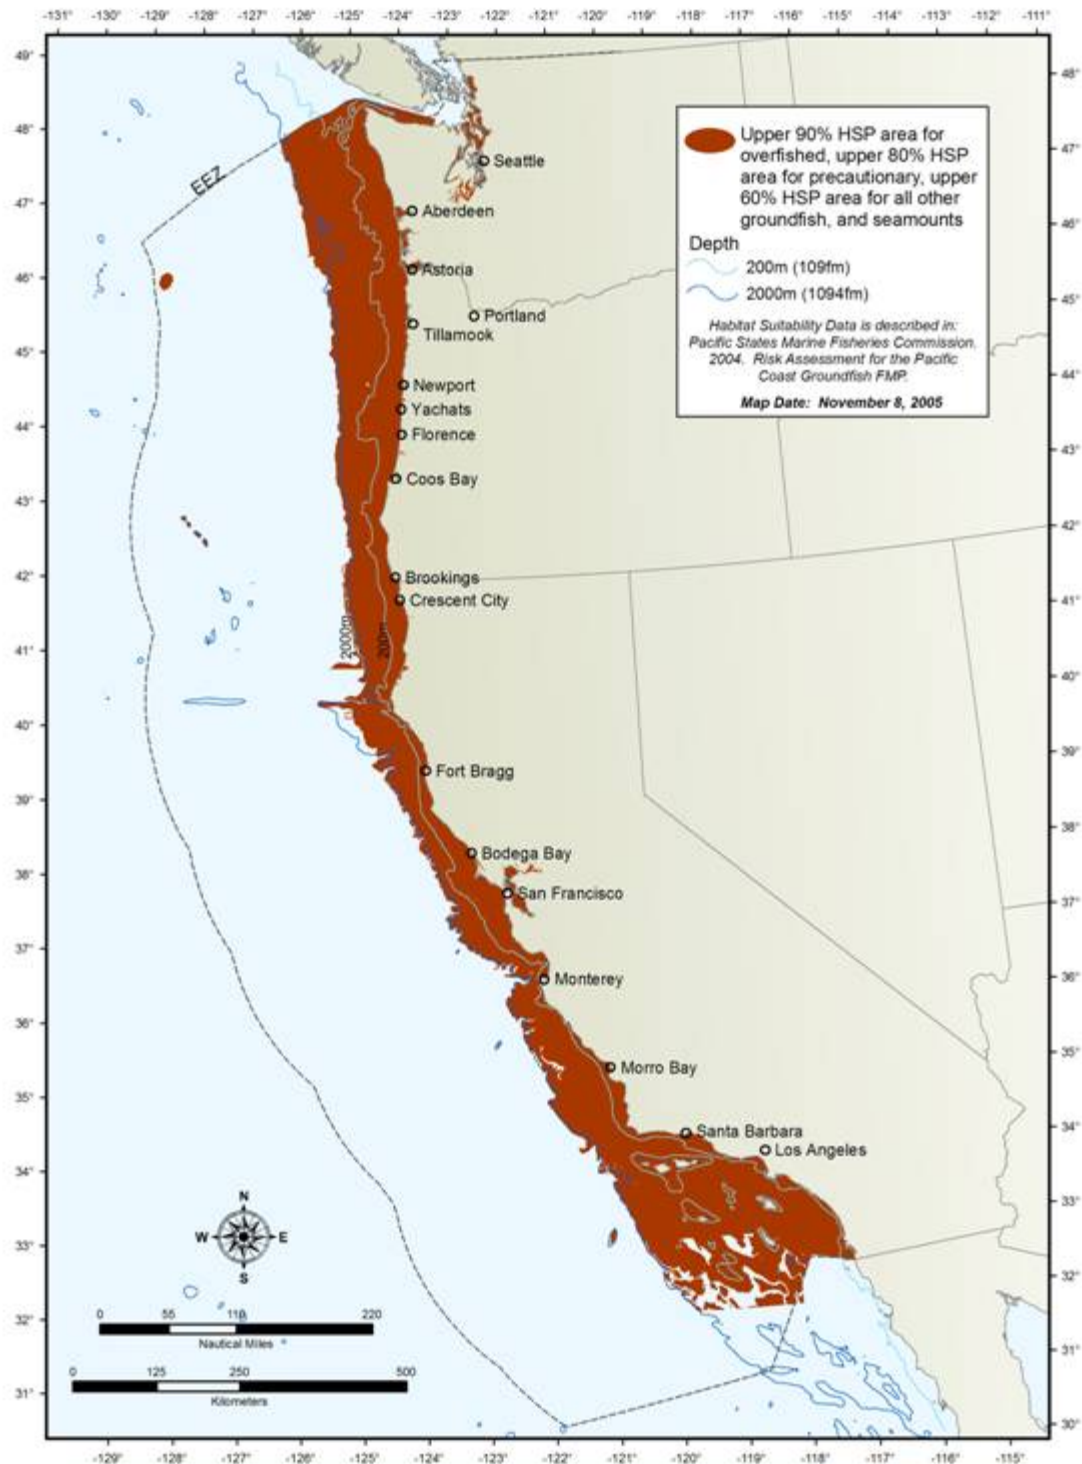 -131° -130° -129° -128° -127° -126° -125° -124° -123° -122° -121° -120° -119° -118° -117° -116° -115° -114° -113° -112° -111°
49°
48°
47°
46°
45°
44°
43°
42°
41°
40°
39°
38°
37°
36°
35°
34°
33°
32°
31°
48°
47°
46°
45°
44°
43°
42°
41°
40°
39°
38°
37°
36°
35°
34°
33°
32°
31°
30°
EEZ
Seattle
Aberdeen
Astoria
Portland
Tillamook
Newport
Yachats
Florence
Coos Bay
Brookings
Crescent City
2000m
200m
Fort Bragg
Bodega Bay
San Francisco
Monterey
Morro Bay
Santa Barbara
Los Angeles
Upper 90% HSP area for
overfished, upper 80% HSP
area for precautionary, upper
60% HSP area for all other
groundfish, and seamounts
Depth
200m (109fm)
2000m (1094fm)
Habitat Suitability Data is described in:
Pacific States Marine Fisheries Commission.
2004. Risk Assessment for the Pacific
Coast Groundfish FMP.
Map Date: November 8, 2005
N
W E
S
0 55 110 220
Nautical Miles
0 125 250 500
Kilometers
-129° -128° -127° -126° -125° -124° -123° -122° -121° -120° -119° -118° -117° -116° -115°